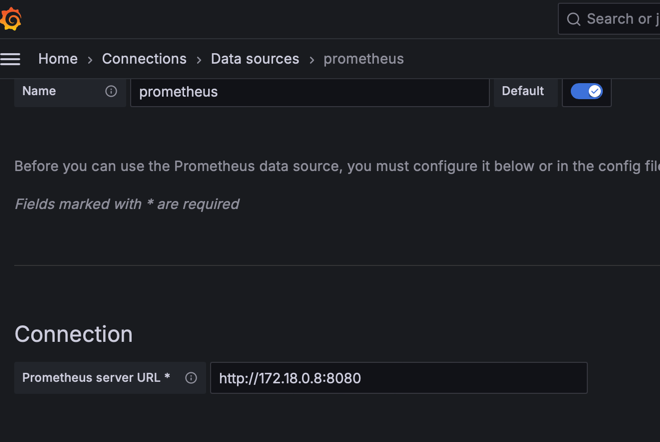 Search or j
Home › Connections › Data sources › prometheus
Name prometheus Default
Before you can use the Prometheus data source, you must configure it below or in the config file
Fields marked with * are required
Connection
Prometheus server URL * http://172.18.0.8:8080